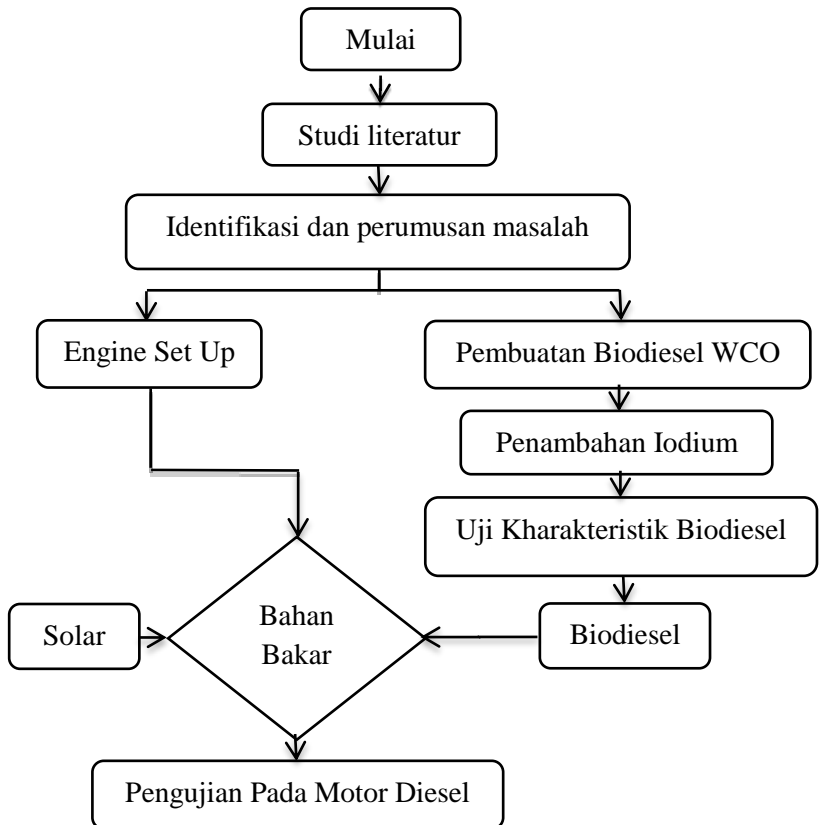 Mulai
Studi literatur
Identifikasi dan perumusan masalah
Engine Set Up
Pembuatan Biodiesel WCO
Penambahan Iodium
Uji Kharakteristik Biodiesel
Solar
Bahan
Bakar
Biodiesel
Pengujian Pada Motor Diesel